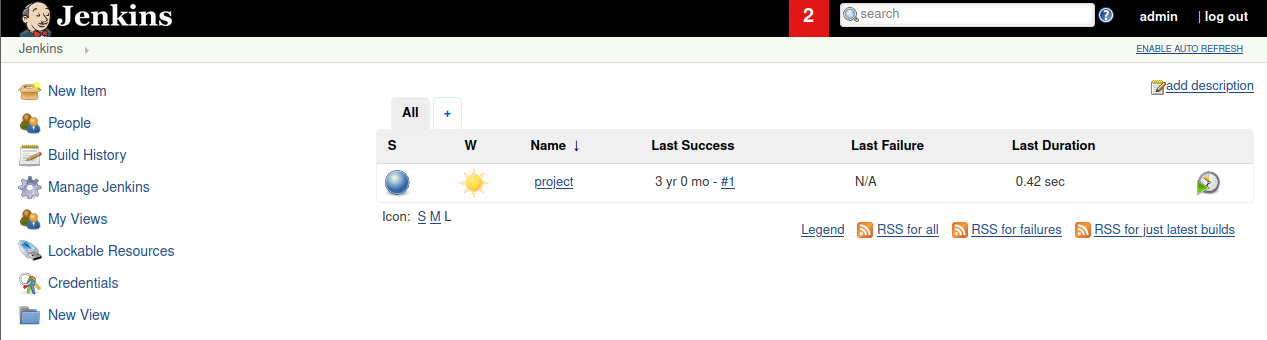 Jenkins
2
search
?
admin | log out
Jenkins
ENABLE AUTO REFRESH
New Item
People
Build History
Manage Jenkins
My Views
Lockable Resources
Credentials
New View
add description
All +
S W Name ↓ Last Success Last Failure Last Duration
project 3 yr 0 mo - #1 N/A 0.42 sec
Icon: S M L
Legend RSS for all RSS for failures RSS for just latest builds